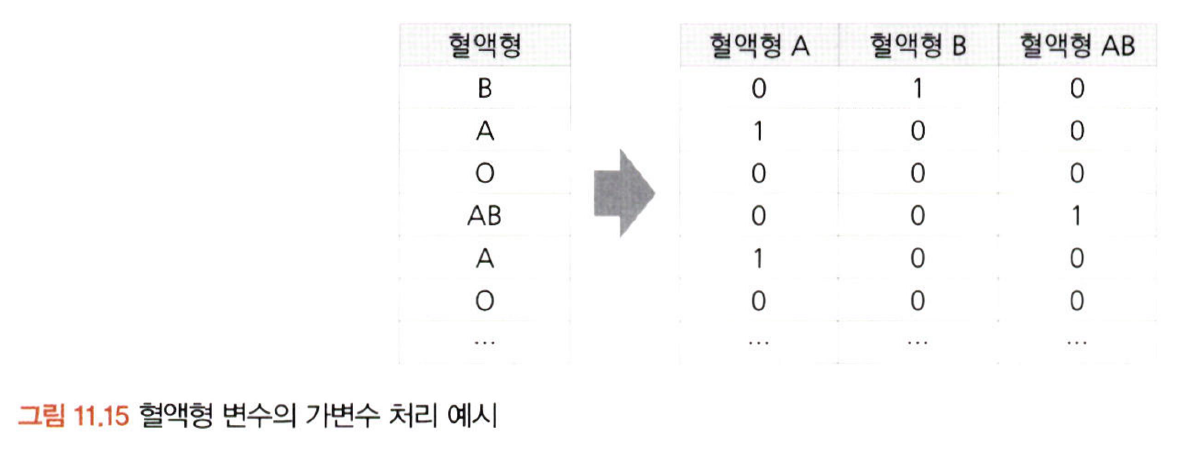 혈액형 혈액형 A 혈액형 B 혈액형 AB
B 0 1 0
A 1 0 0
O 0 0 0
AB 0 0 1
A 1 0 0
O 0 0 0
... ... ... ...
그림 11.15 혈액형 변수의 가변수 처리 예시